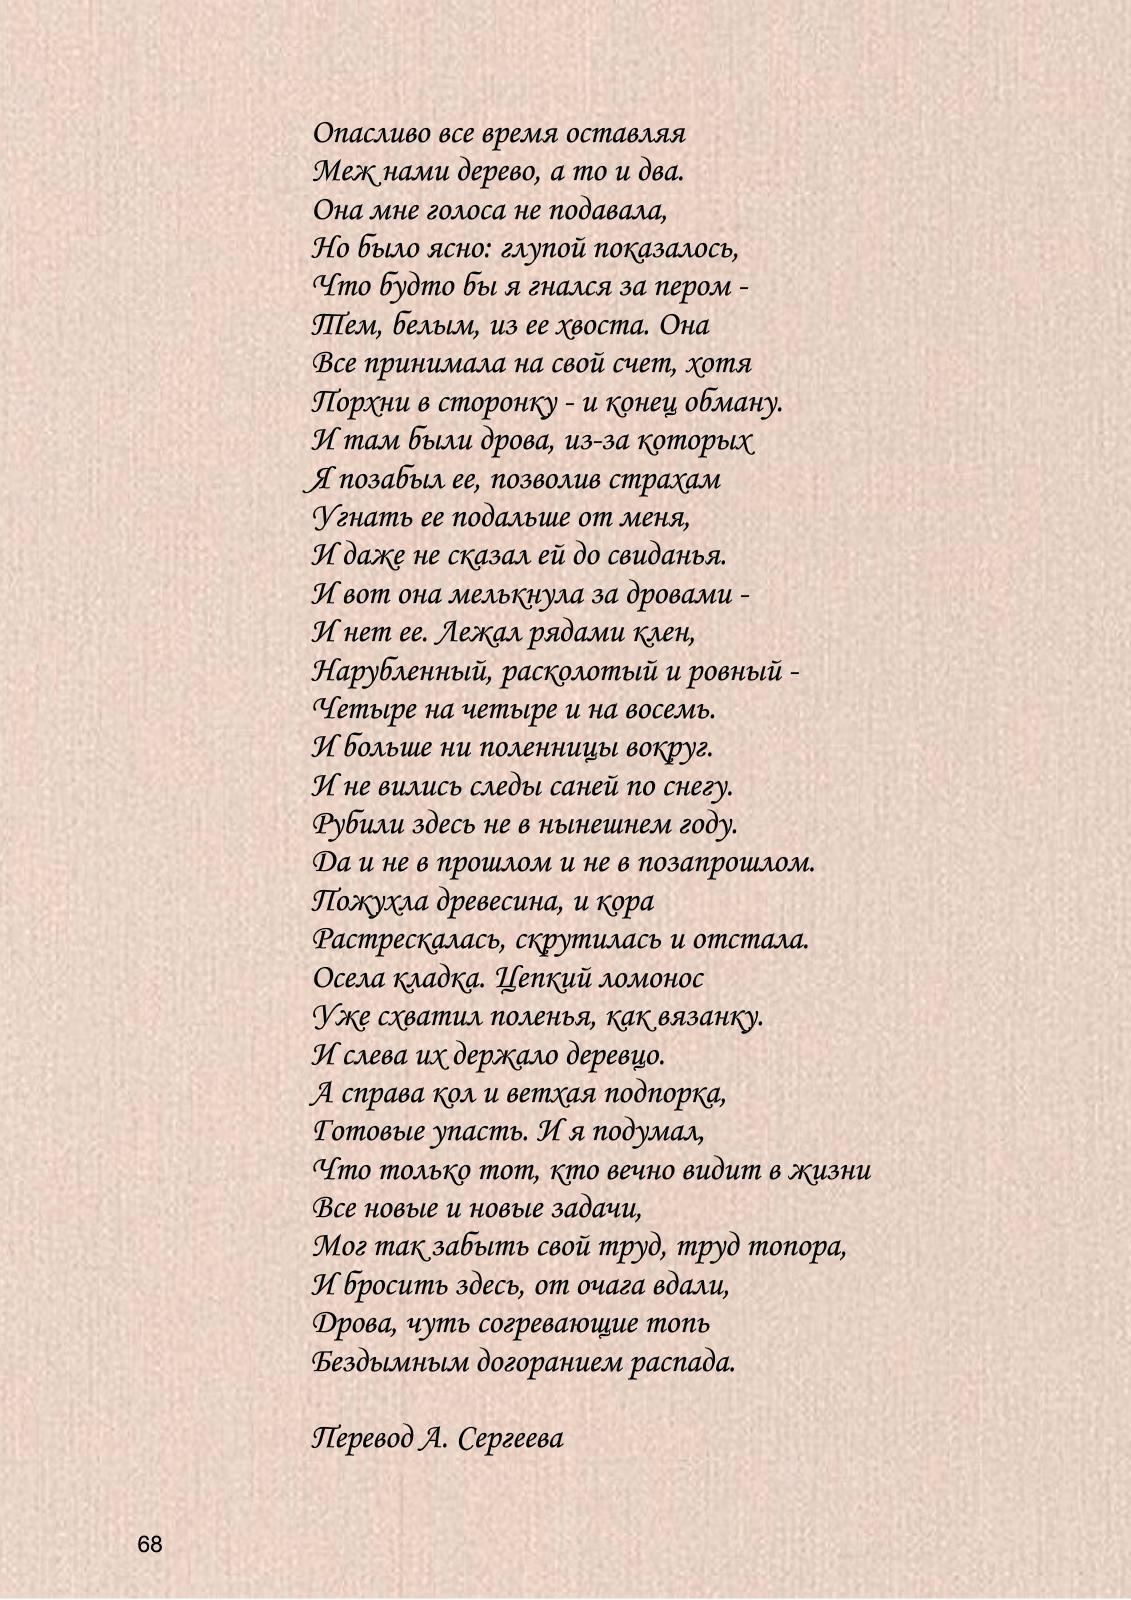 Опасливо все время оставляя
Меж нами дерево, а то и два.
Она мне голоса не подавала,
Но было ясно: глупой показалось,
Что будто бы я гнался за пером -
Тем, белым, из ее хвоста. Она
Все принимала на свой счет, хотя
Порхни в сторонку - и конец обману.
И там были дрова, из-за которых
Я позабыл ее, позволив страхам
Угнать ее подальше от меня,
И даже не сказал ей до свиданья.
И вот она мелькнула за дровами -
И нет ее. Лежал рядами клен,
Нарубленный, расколотый и ровный -
Четыре на четыре и на восемь.
И больше ни поленницы вокруг.
И не вились следы саней по снегу.
Рубили здесь не в нынешнем году.
Да и не в прошлом и не в позапрошлом.
Пожухла древесина, и кора
Растрескалась, скрутилась и отстала.
Осела кладка. Цепкий ломонос
Уже схватил поленья, как вязанку.
И слева их держало деревцо.
А справа кол и ветхая подпорка,
Готовые упасть. И я подумал,
Что только тот, кто вечно видит в жизни
Все новые и новые задачи,
Мог так забыть свой труд, труд топора,
И бросить здесь, от очага вдали,
Дрова, чуть согревающие топь
Бездымным догоранием распада.
Перевод А. Сергеева
68